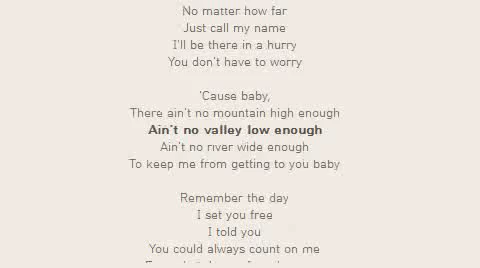 No matter how far
Just call my name
I'll be there in a hurry
You don't have to worry
'Cause baby,
There ain't no mountain high enough
Ain't no valley low enough
Ain't no river wide enough
To keep me from getting to you baby
Remember the day
I set you free
I told you
You could always count on me